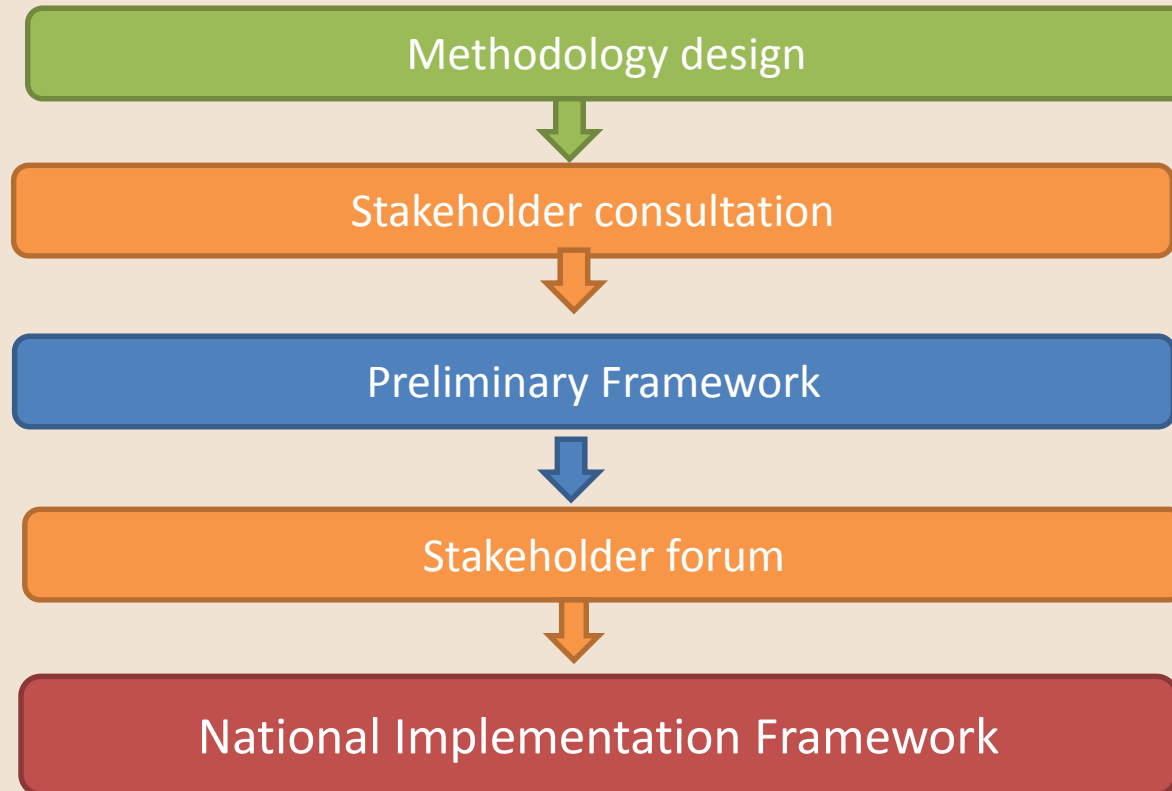 Methodology design
Stakeholder consultation
Preliminary Framework
Stakeholder forum
National Implementation Framework